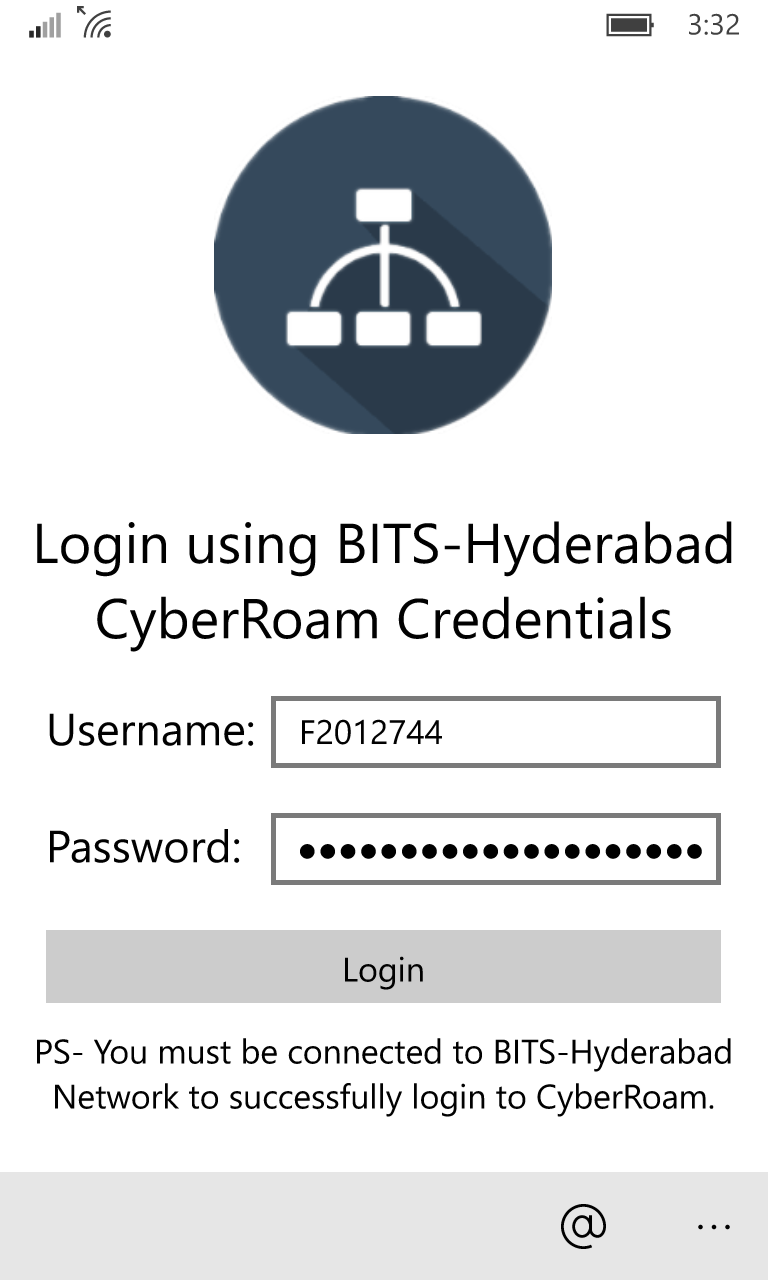 3:32
Login using BITS-Hyderabad
CyberRoam Credentials
Username: F2012744
Password: ●●●●●●●●●●●●●●●●●●●●
Login
PS- You must be connected to BITS-Hyderabad
Network to successfully login to CyberRoam.
@ ...